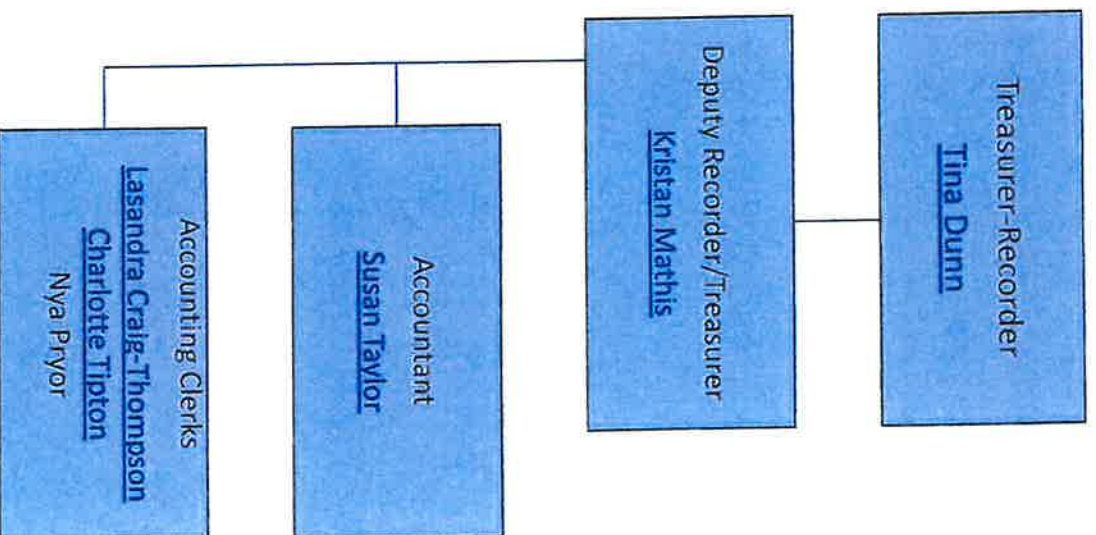 Treasurer-Recorder
Tina Dunn
Deputy Recorder/Treasurer
Kristan Mathis
Accountant
Susan Taylor
Accounting Clerks
Lasandra Craig-Thompson
Charlotte Tipton
Nya Pryor